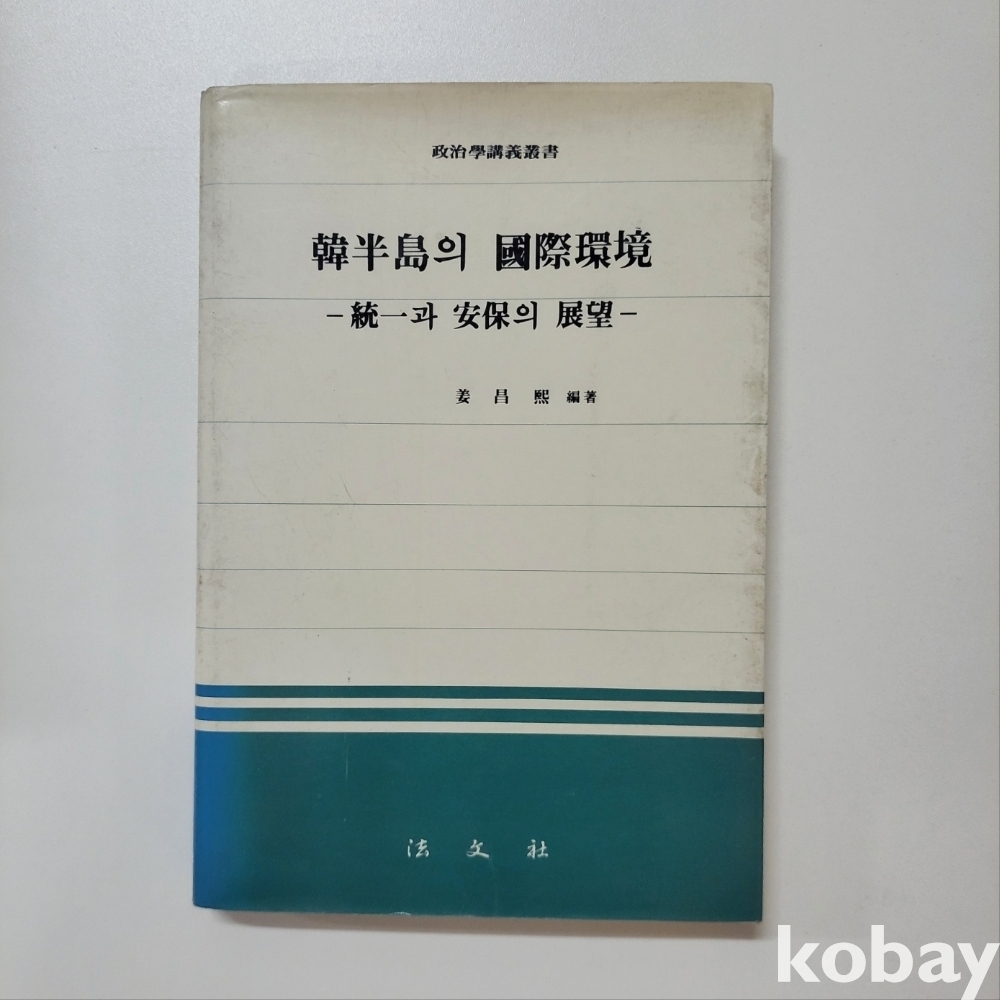 政治學講義叢書
韓半島의 國際環境
-統一과 安保의 展望-
姜昌熙 編著
法文社
kobay